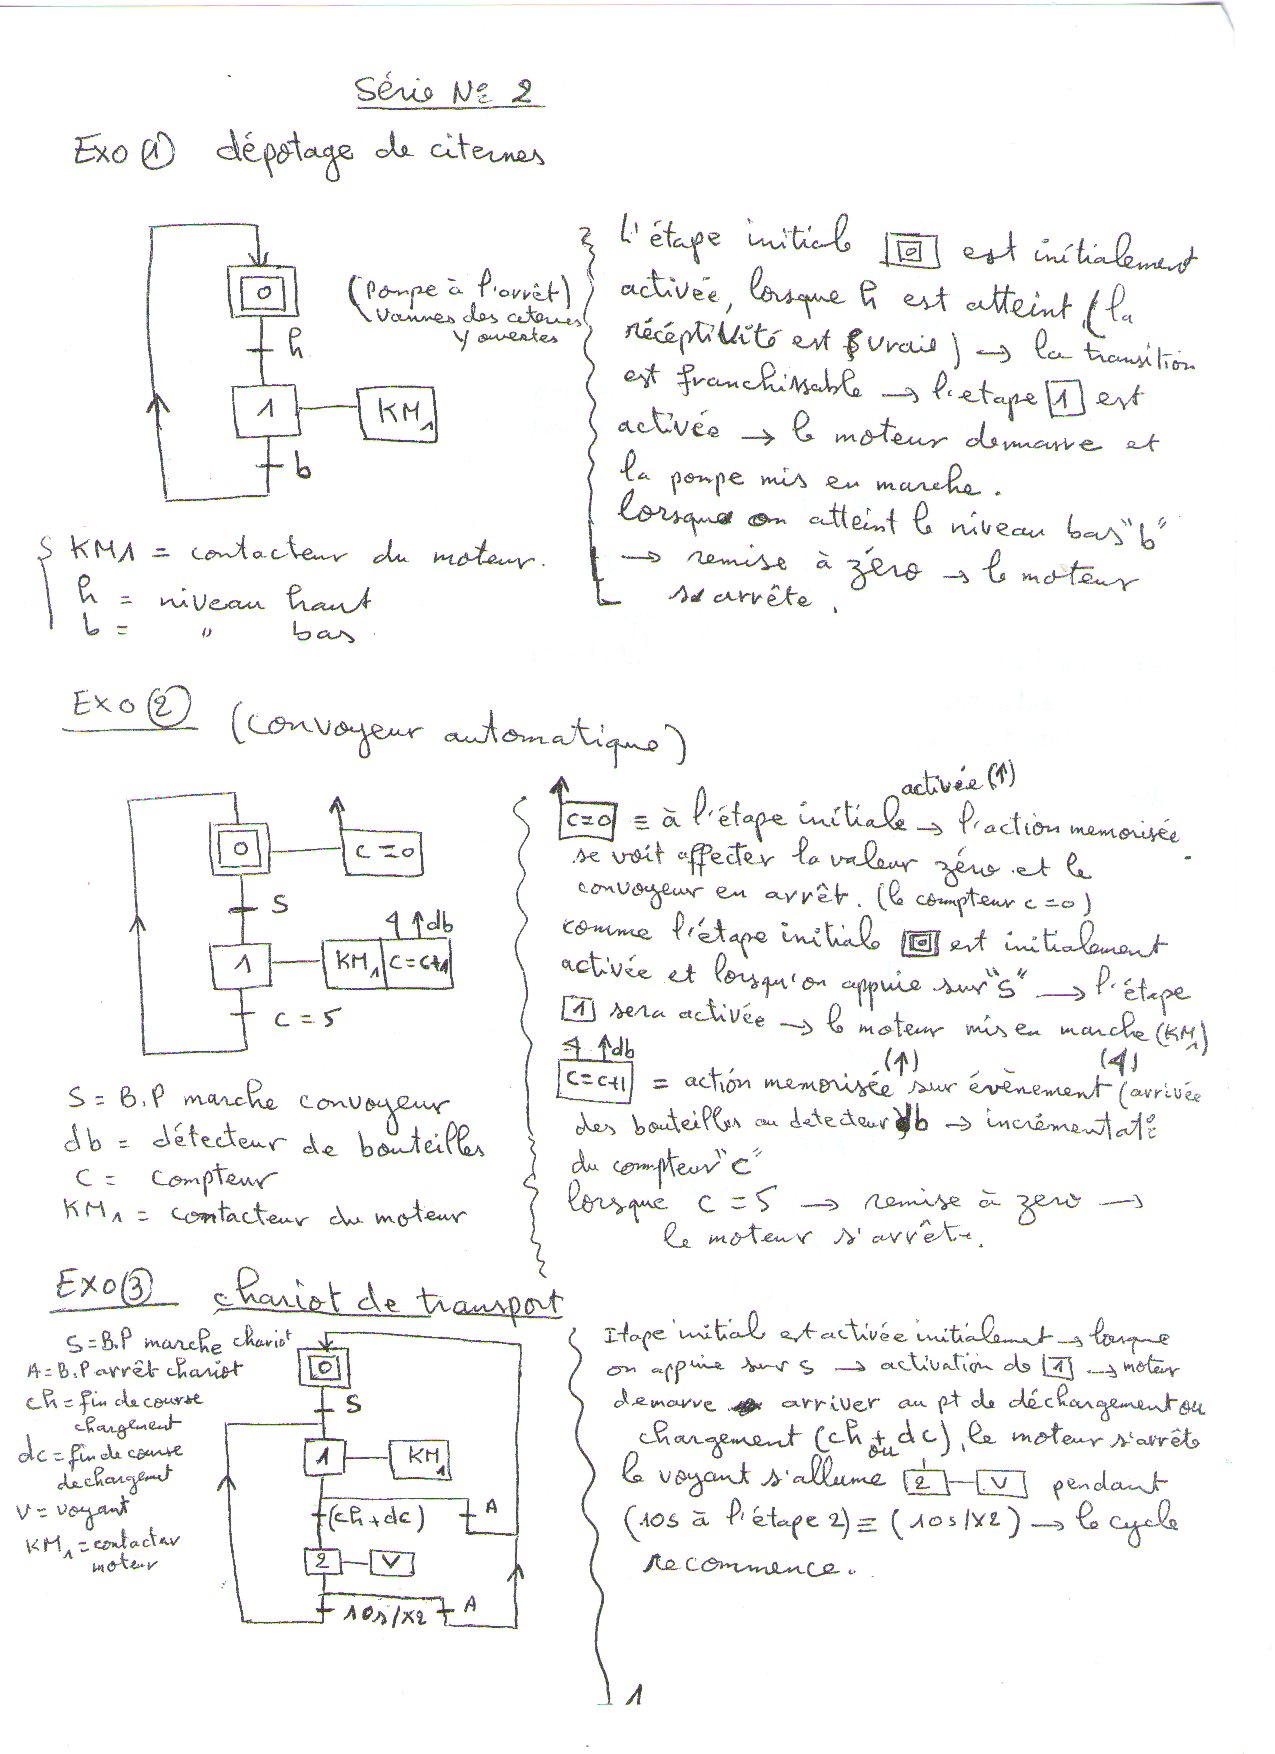 Série N° 2
Exo ① dépotage de citernes
0
(Pompe à l'arrêt)
Vannes des citernes
y ouvertes
h
1
KM1
b
KM1 = contacteur du moteur.
h = niveau haut
b = " bas
L'étape initiale 0 est initialement
activée, lorsque h est atteint (la
réceptivité est vraie) → la transition
est franchissable → l'etape 1 est
activée → le moteur demarre et
la pompe mis en marche.
lorsque on atteint le niveau bas "b"
→ remise à zéro → le moteur
s'arrête.
Exo ② (convoyeur automatique)
0
c=0
S
↑db
1
KM1 C=C+1
c = 5
S = B.P marche convoyeur
db = détecteur de bouteilles
C = compteur
KM1 = contacteur du moteur
activée (↑)
c=0 ≡ à l'étape initiale → l'action memorisée
se voit affecter la valeur zéro et le
convoyeur en arrêt. (le compteur c=0)
comme l'étape initiale 0 est initialement
activée et lorsqu'on appuie sur "S" → l'étape
1 sera activée → le moteur mis en marche (KM1)
↑db (↑)
C=C+1 = action memorisée sur évènement (arrivée
des bouteilles au detecteur db → incrémentat°
du compteur "C"
lorsque c = 5 → remise à zero →
le moteur s'arrête.
Exo ③ chariot de transport
S = B.P marche chariot
A = B.P arrêt chariot
ch = fin de course
chargement
dc = fin de course
dechargemet
V = voyant
KM1 = contacter
moteur
0
S
1
KM1
(ch + dc)
A
2
V
10s/X2
A
Etape initial est activée initialemet → lorsque
on appuie sur s → activation de 1 → moteur
demarre arriver au pt de déchargement ou
chargement (ch + dc), le moteur s'arrête
ou
le voyant s'allume 2 V pendant
(10s à l'étape 2) ≡ (10s/X2) → le cycle
recommence.
1